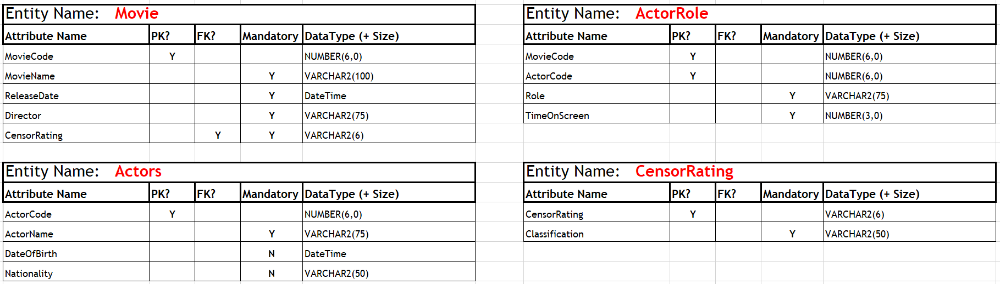 Entity Name: Movie
Attribute Name PK? FK? Mandatory DataType (+ Size)
MovieCode Y NUMBER(6,0)
MovieName Y VARCHAR2(100)
ReleaseDate Y DateTime
Director Y VARCHAR2(75)
CensorRating Y Y VARCHAR2(6)
Entity Name: ActorRole
Attribute Name PK? FK? Mandatory DataType (+ Size)
MovieCode Y NUMBER(6,0)
ActorCode Y NUMBER(6,0)
Role Y VARCHAR2(75)
TimeOnScreen Y NUMBER(3,0)
Entity Name: Actors
Attribute Name PK? FK? Mandatory DataType (+ Size)
ActorCode Y NUMBER(6,0)
ActorName Y VARCHAR2(75)
DateOfBirth N DateTime
Nationality N VARCHAR2(50)
Entity Name: CensorRating
Attribute Name PK? FK? Mandatory DataType (+ Size)
CensorRating Y VARCHAR2(6)
Classification Y VARCHAR2(50)